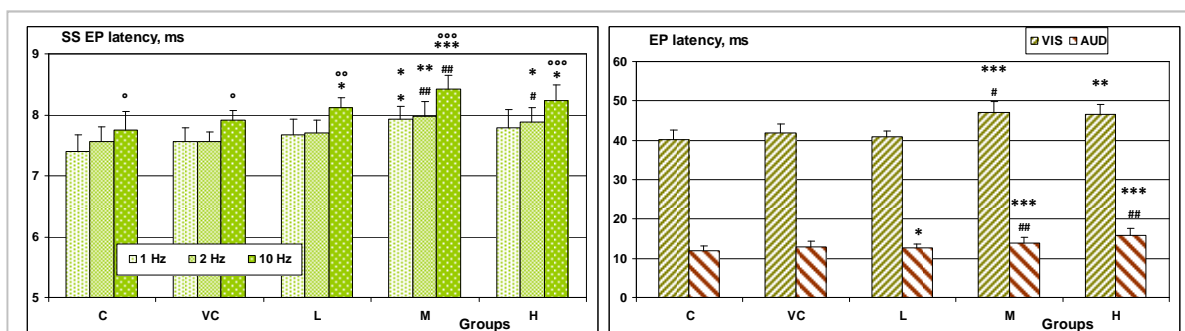 SS EP latency, ms
9
8
7
6
5
° ° °° * * * ** ## °°° *** ## * # °°° *
1 Hz 2 Hz 10 Hz
C VC L M H
Groups
EP latency, ms
VIS AUD
60
50
40
30
20
10
0
* *** # *** ## ** *** ##
C VC L M H
Groups